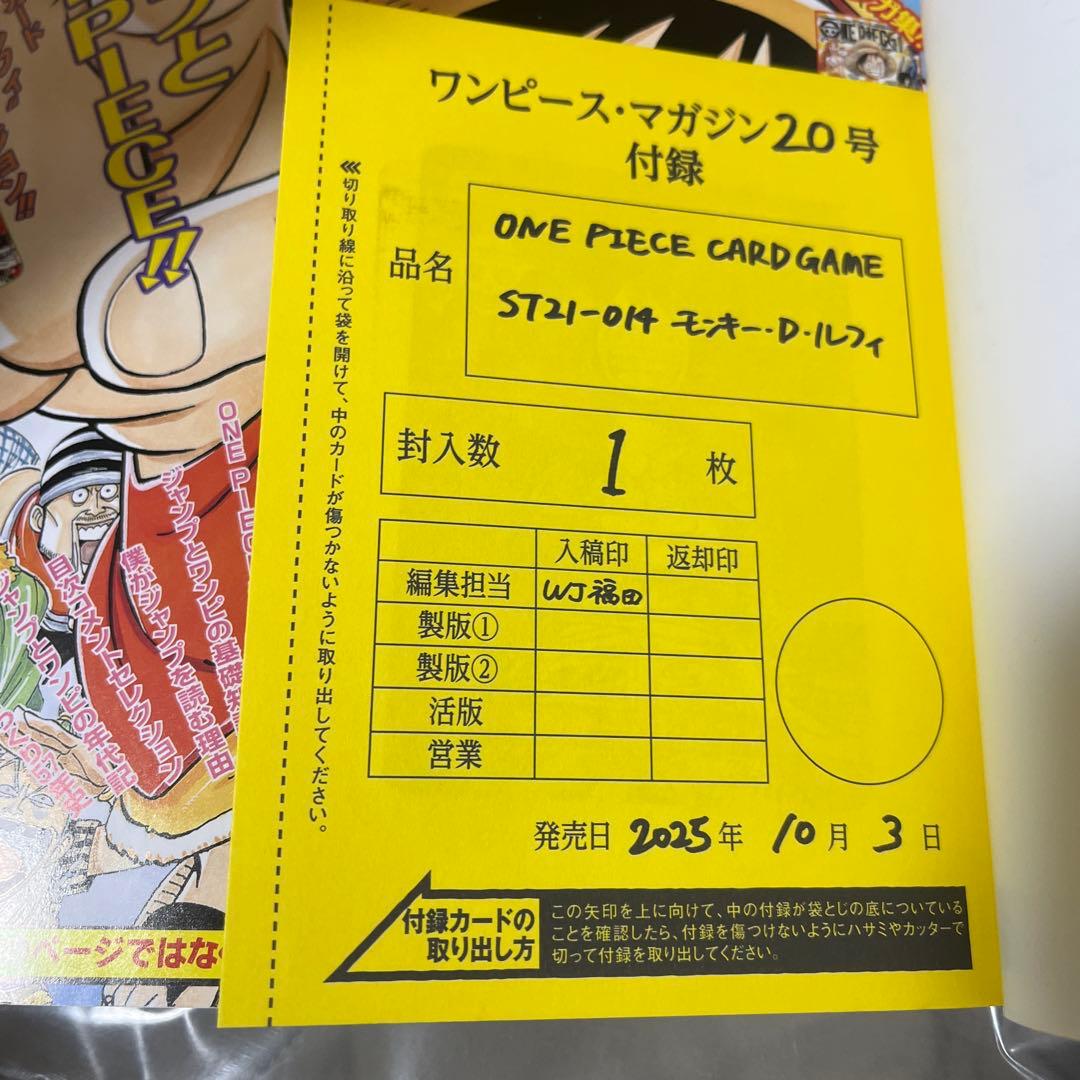 ワンピース・マガジン20号
付録
切り取り線に沿って袋を開けて、中のカードが傷つかないように取り出してください。
品名
ONE PIECE CARD GAME
ST21-014 モンキー・D・ルフィ
封入数 1 枚
入稿印 返却印
編集担当 WJ福田
製版①
製版②
活版
営業
発売日 2025年 10月 3日
付録カードの
取り出し方
この矢印を上に向けて、中の付録が袋とじの底についている
ことを確認したら、付録を傷つけないようにハサミやカッターで
切って付録を取り出してください。
と
PIECE!!
ONE PIEC
ジャンプとワンピの基礎知
僕がジャンプを読む理由
目次コメントセレクション
ジャンプとワンピの年代記
ページではな
ONE PIECE